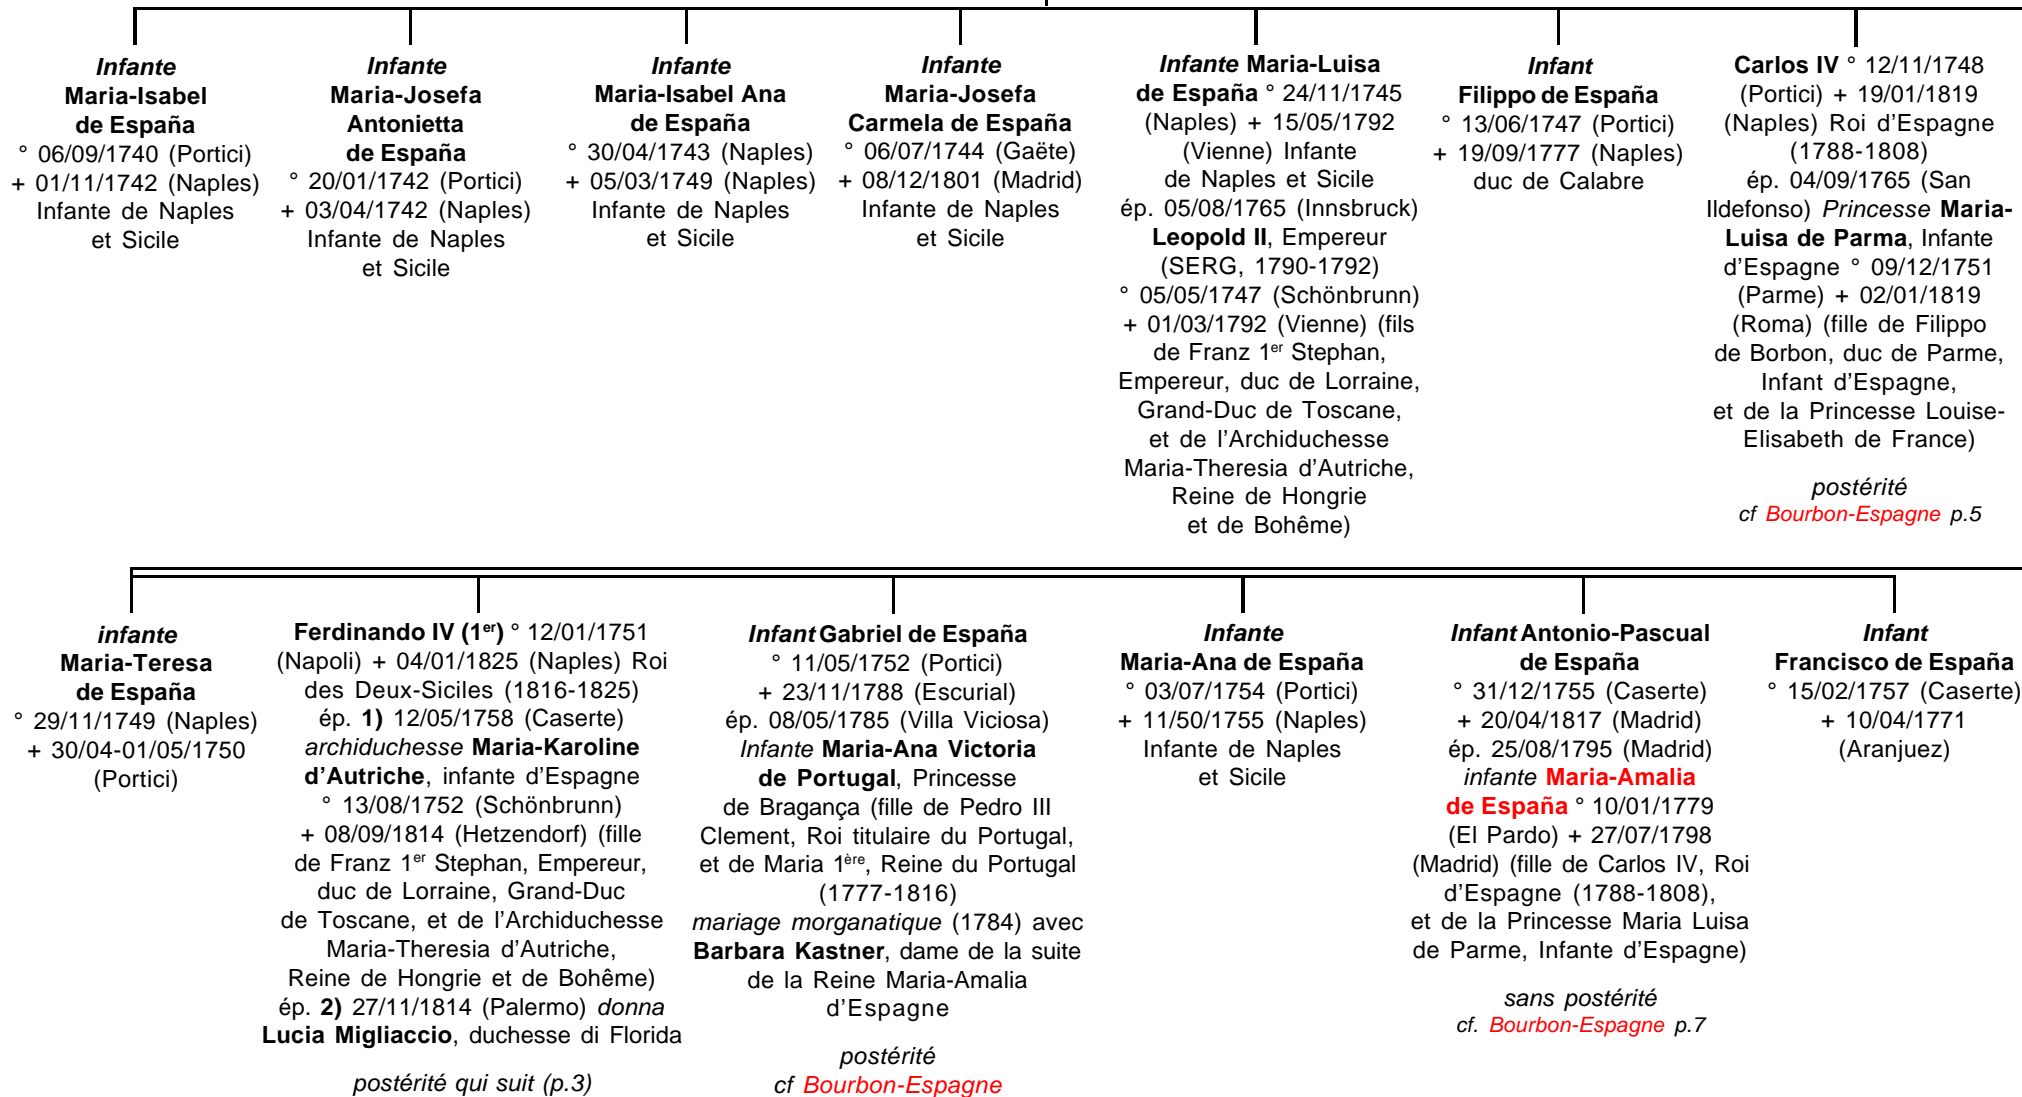 Infante
Maria-Isabel
de España
° 06/09/1740 (Portici)
+ 01/11/1742 (Naples)
Infante de Naples
et Sicile
Infante
Maria-Josefa
Antonietta
de España
° 20/01/1742 (Portici)
+ 03/04/1742 (Naples)
Infante de Naples
et Sicile
Infante
Maria-Isabel Ana
de España
° 30/04/1743 (Naples)
+ 05/03/1749 (Naples)
Infante de Naples
et Sicile
Infante
Maria-Josefa
Carmela de España
° 06/07/1744 (Gaëte)
+ 08/12/1801 (Madrid)
Infante de Naples
et Sicile
Infante Maria-Luisa
de España ° 24/11/1745
(Naples) + 15/05/1792
(Vienne) Infante
de Naples et Sicile
ép. 05/08/1765 (Innsbruck)
Leopold II, Empereur
(SERG, 1790-1792)
° 05/05/1747 (Schönbrunn)
+ 01/03/1792 (Vienne) (fils
de Franz 1er Stephan,
Empereur, duc de Lorraine,
Grand-Duc de Toscane,
et de l'Archiduchesse
Maria-Theresia d'Autriche,
Reine de Hongrie
et de Bohême)
Infant
Filippo de España
° 13/06/1747 (Portici)
+ 19/09/1777 (Naples)
duc de Calabre
Carlos IV ° 12/11/1748
(Portici) + 19/01/1819
(Naples) Roi d'Espagne
(1788-1808)
ép. 04/09/1765 (San
Ildefonso) Princesse Maria-
Luisa de Parma, Infante
d'Espagne ° 09/12/1751
(Parme) + 02/01/1819
(Roma) (fille de Filippo
de Borbon, duc de Parme,
Infant d'Espagne,
et de la Princesse Louise-
Elisabeth de France)
postérité
cf Bourbon-Espagne p.5
infante
Maria-Teresa
de España
° 29/11/1749 (Naples)
+ 30/04-01/05/1750
(Portici)
Ferdinando IV (1er) ° 12/01/1751
(Napoli) + 04/01/1825 (Naples) Roi
des Deux-Siciles (1816-1825)
ép. 1) 12/05/1758 (Caserte)
archiduchesse Maria-Karoline
d'Autriche, infante d'Espagne
° 13/08/1752 (Schönbrunn)
+ 08/09/1814 (Hetzendorf) (fille
de Franz 1er Stephan, Empereur,
duc de Lorraine, Grand-Duc
de Toscane, et de l'Archiduchesse
Maria-Theresia d'Autriche,
Reine de Hongrie et de Bohême)
ép. 2) 27/11/1814 (Palermo) donna
Lucia Migliaccio, duchesse di Florida
postérité qui suit (p.3)
Infant Gabriel de España
° 11/05/1752 (Portici)
+ 23/11/1788 (Escurial)
ép. 08/05/1785 (Villa Viciosa)
Infante Maria-Ana Victoria
de Portugal, Princesse
de Bragança (fille de Pedro III
Clement, Roi titulaire du Portugal,
et de Maria 1ère, Reine du Portugal
(1777-1816)
mariage morganatique (1784) avec
Barbara Kastner, dame de la suite
de la Reine Maria-Amalia
d'Espagne
postérité
cf Bourbon-Espagne
Infante
Maria-Ana de España
° 03/07/1754 (Portici)
+ 11/50/1755 (Naples)
Infante de Naples
et Sicile
Infant Antonio-Pascual
de España
° 31/12/1755 (Caserte)
+ 20/04/1817 (Madrid)
ép. 25/08/1795 (Madrid)
infante Maria-Amalia
de España ° 10/01/1779
(El Pardo) + 27/07/1798
(Madrid) (fille de Carlos IV, Roi
d'Espagne (1788-1808),
et de la Princesse Maria Luisa
de Parme, Infante d'Espagne)
sans postérité
cf. Bourbon-Espagne p.7
Infant
Francisco de España
° 15/02/1757 (Caserte)
+ 10/04/1771
(Aranjuez)